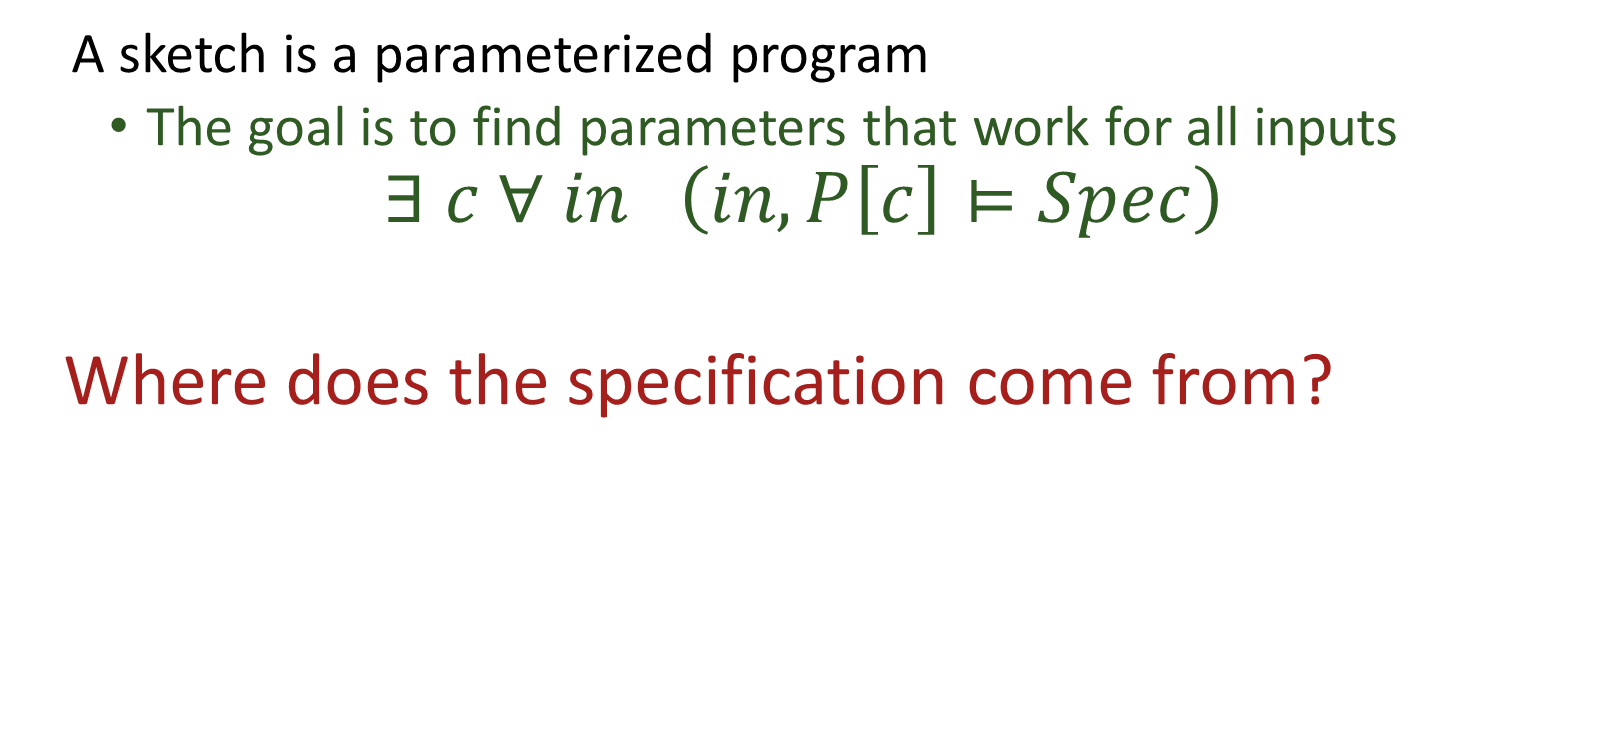 A sketch is a parameterized program
• The goal is to find parameters that work for all inputs
∃ c ∀ in (in, P[c] ⊨ Spec)
Where does the specification come from?